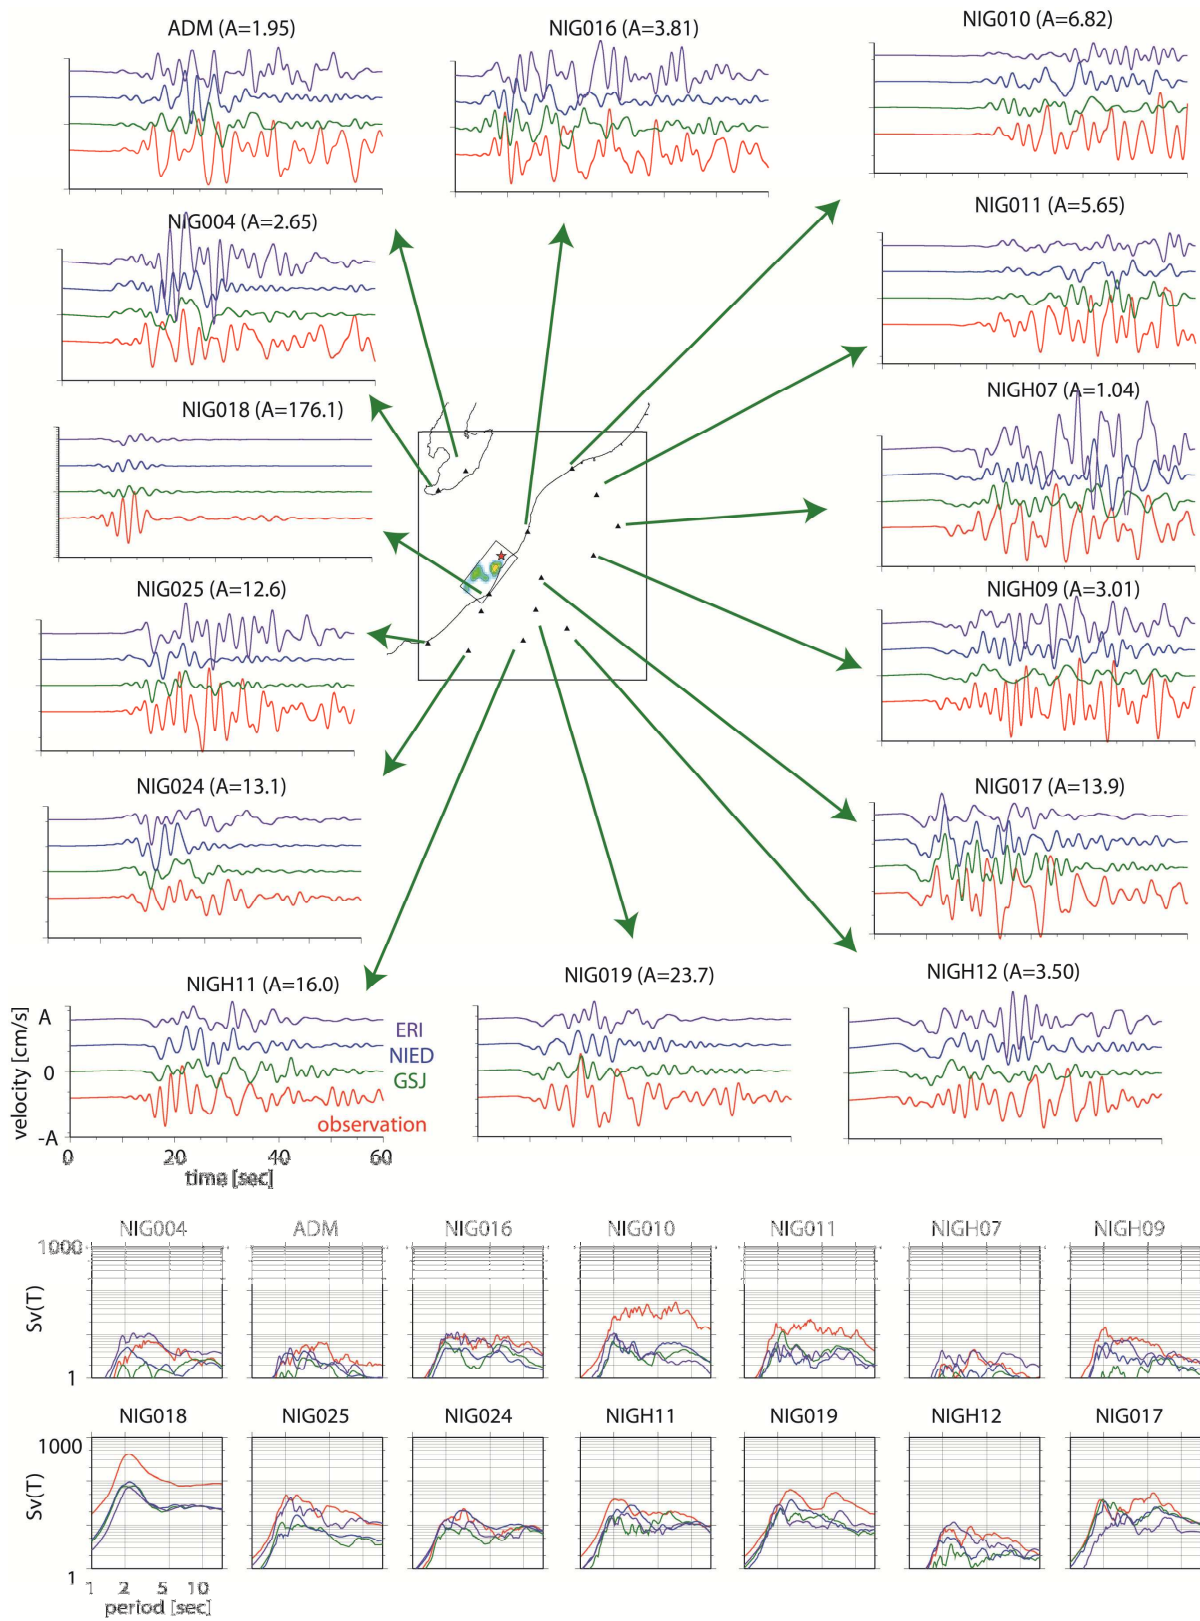 ADM (A=1.95)
NIG016 (A=3.81)
NIG010 (A=6.82)
NIG004 (A=2.65)
NIG011 (A=5.65)
NIG018 (A=176.1)
NIGH07 (A=1.04)
NIG025 (A=12.6)
NIGH09 (A=3.01)
NIG024 (A=13.1)
NIG017 (A=13.9)
NIGH11 (A=16.0)
NIG019 (A=23.7)
NIGH12 (A=3.50)
velocity [cm/s]
A
0
-A
ERI
NIED
GSJ
observation
0 20 40 60
time [sec]
NIG004 ADM NIG016 NIG010 NIG011 NIGH07 NIGH09
1000
Sv(T)
1
NIG018 NIG025 NIG024 NIGH11 NIG019 NIGH12 NIG017
1000
Sv(T)
1
1 2 5 10
period [sec]